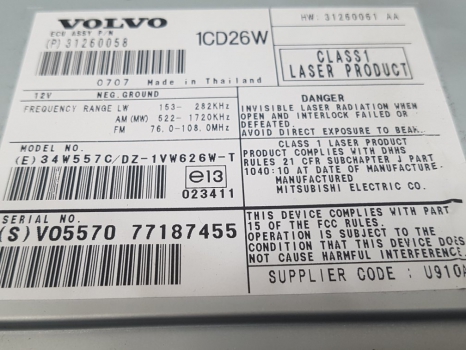 VOLVO
ECU ASSY P/N
(P) 31260058
1CD26W
HW: 31260061 AA
CLASS1
LASER PRODUCT
0707 Made in Thailand
12V NEG.GROUND
FREQUENCY RANGE LW 153- 282KHz
AM(MW) 522- 1720KHz
FM 76.0-108.0MHz
DANGER
INVISIBLE LASER RADIATION WHEN
OPEN AND INTERLOCK FAILED OR
DEFEATED.
AVOID DIRECT EXPOSURE TO BEAM.
MODEL NO.
(E) 34W557C/DZ-1VW626W-T
e13
023411
CLASS 1 LASER PRODUCT
PRODUCT COMPLIES WITH DHHS
RULES 21 CFR SUBCHAPTER J PART
1040:10 AT DATE OF MANUFACTURE.
MANUFACTURED
MITSUBISHI ELECTRIC CO.
SERIAL NO.
(S) VO5570 77187455
THIS DEVICE COMPLIES WITH PART
15 OF THE FCC RULES.
OPERATION IS SUBJECT TO THE
CONDITION THAT THIS DEVICE DOES
NOT CAUSE HARMFUL INTERFERENCE.
SUPPLIER CODE : U910